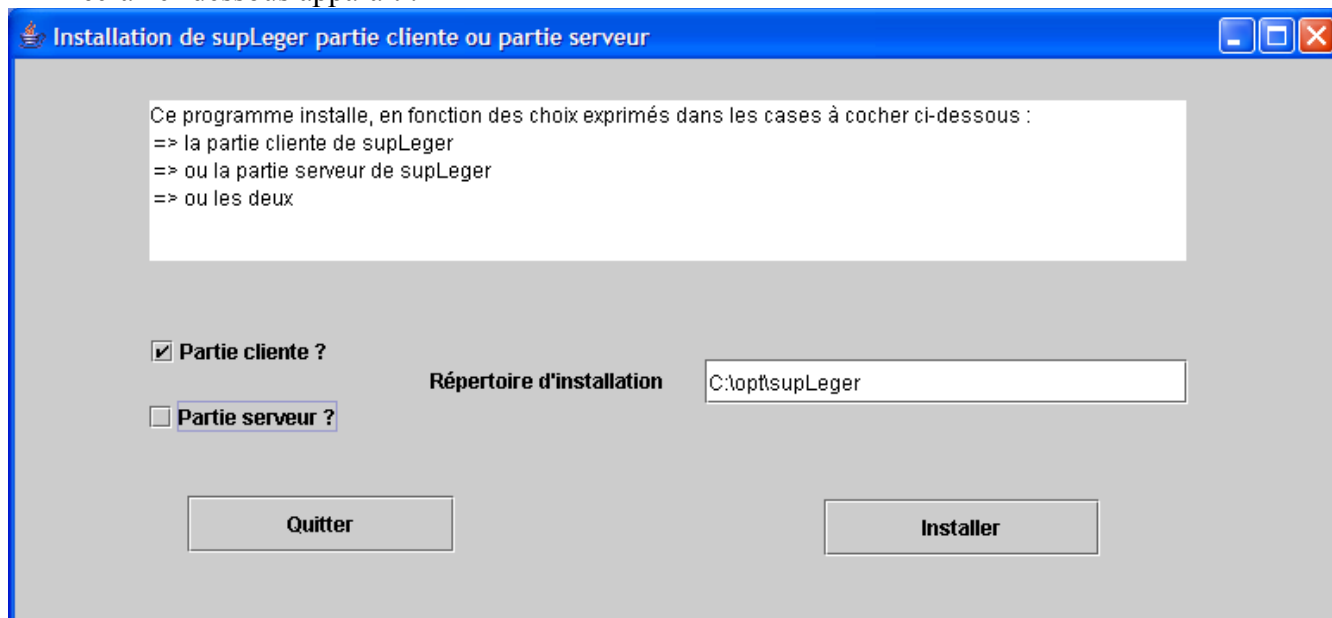 Installation de supLeger partie cliente ou partie serveur
Ce programme installe, en fonction des choix exprimés dans les cases à cocher ci-dessous :
=> la partie cliente de supLeger
=> ou la partie serveur de supLeger
=> ou les deux
Partie cliente ?
Répertoire d'installation
C:\opt\supLeger
Partie serveur ?
Quitter
Installer